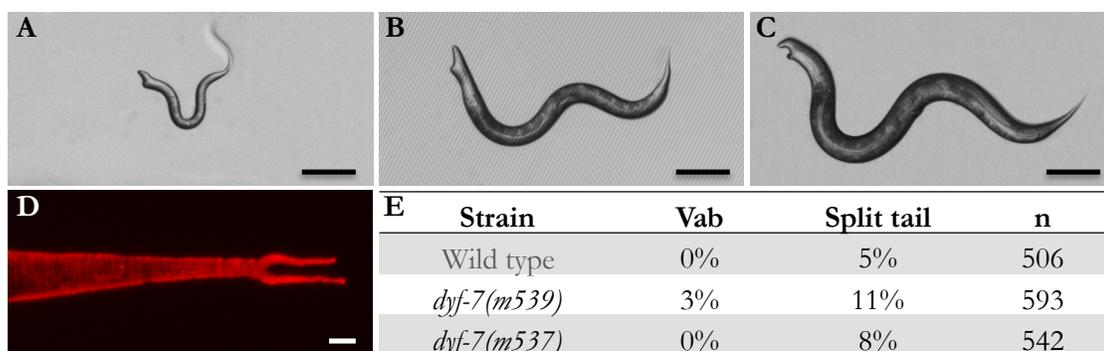 A B C
D E Strain Vab Split tail n
Wild type 0% 5% 506
dyf-7(m539) 3% 11% 593
dyf-7(m537) 0% 8% 542